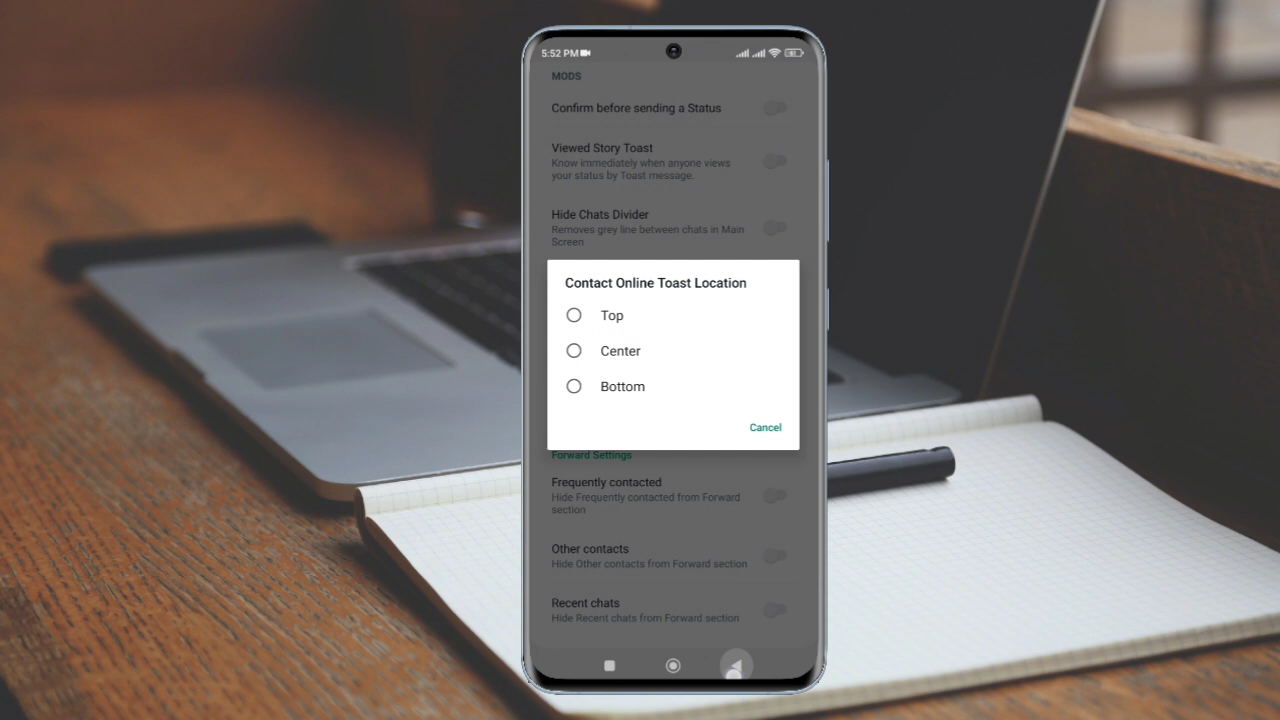 5:52 PM
MODS
Confirm before sending a Status
Viewed Story Toast
Know immediately when anyone views
your status by Toast message.
Hide Chats Divider
Removes grey line between chats in Main
Screen
Contact Online Toast Location
Top
Center
Bottom
Cancel
Forward Settings
Frequently contacted
Hide Frequently contacted from Forward
section
Other contacts
Hide Other contacts from Forward section
Recent chats
Hide Recent chats from Forward section